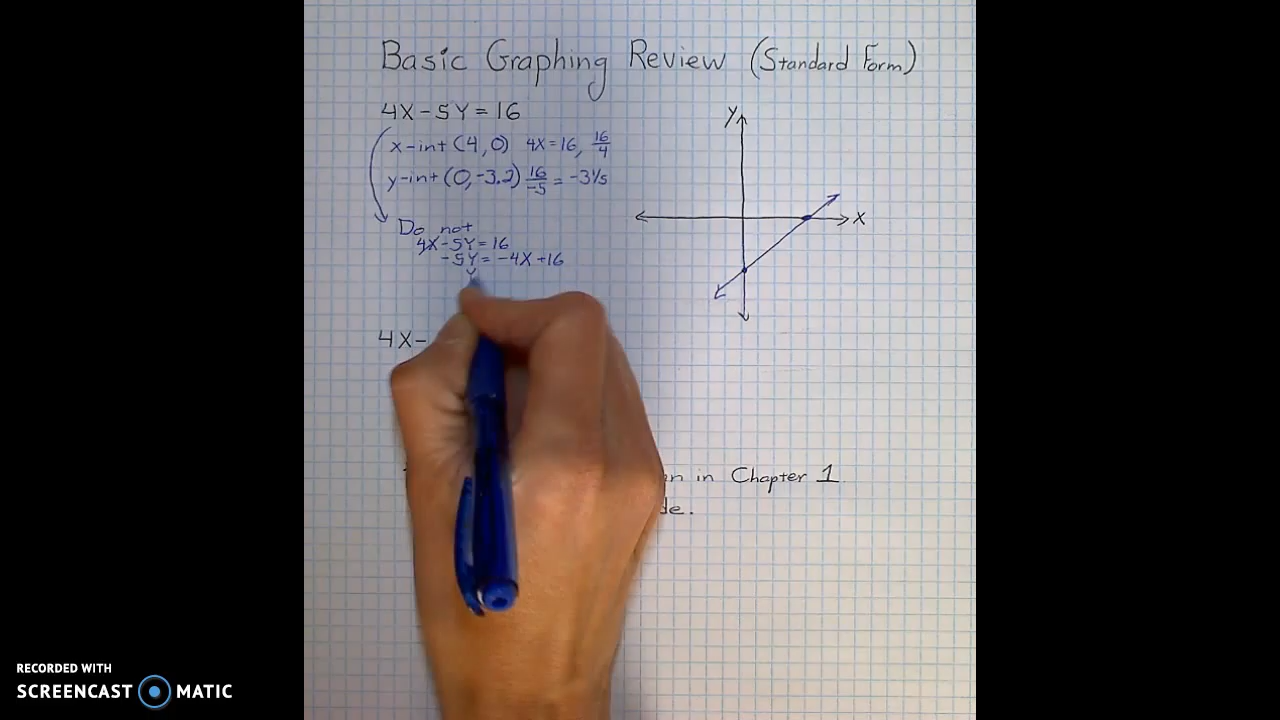 Basic Graphing Review (Standard Form)
4X-5Y=16
x-int (4,0) 4X=16, 16/4
y-int (0,-3.2) 16/-5 = -3 1/5
Y
X
Do not
4X-5Y=16
-5Y=-4X+16
Y
4X-
in Chapter 1
RECORDED WITH
SCREENCAST MATIC